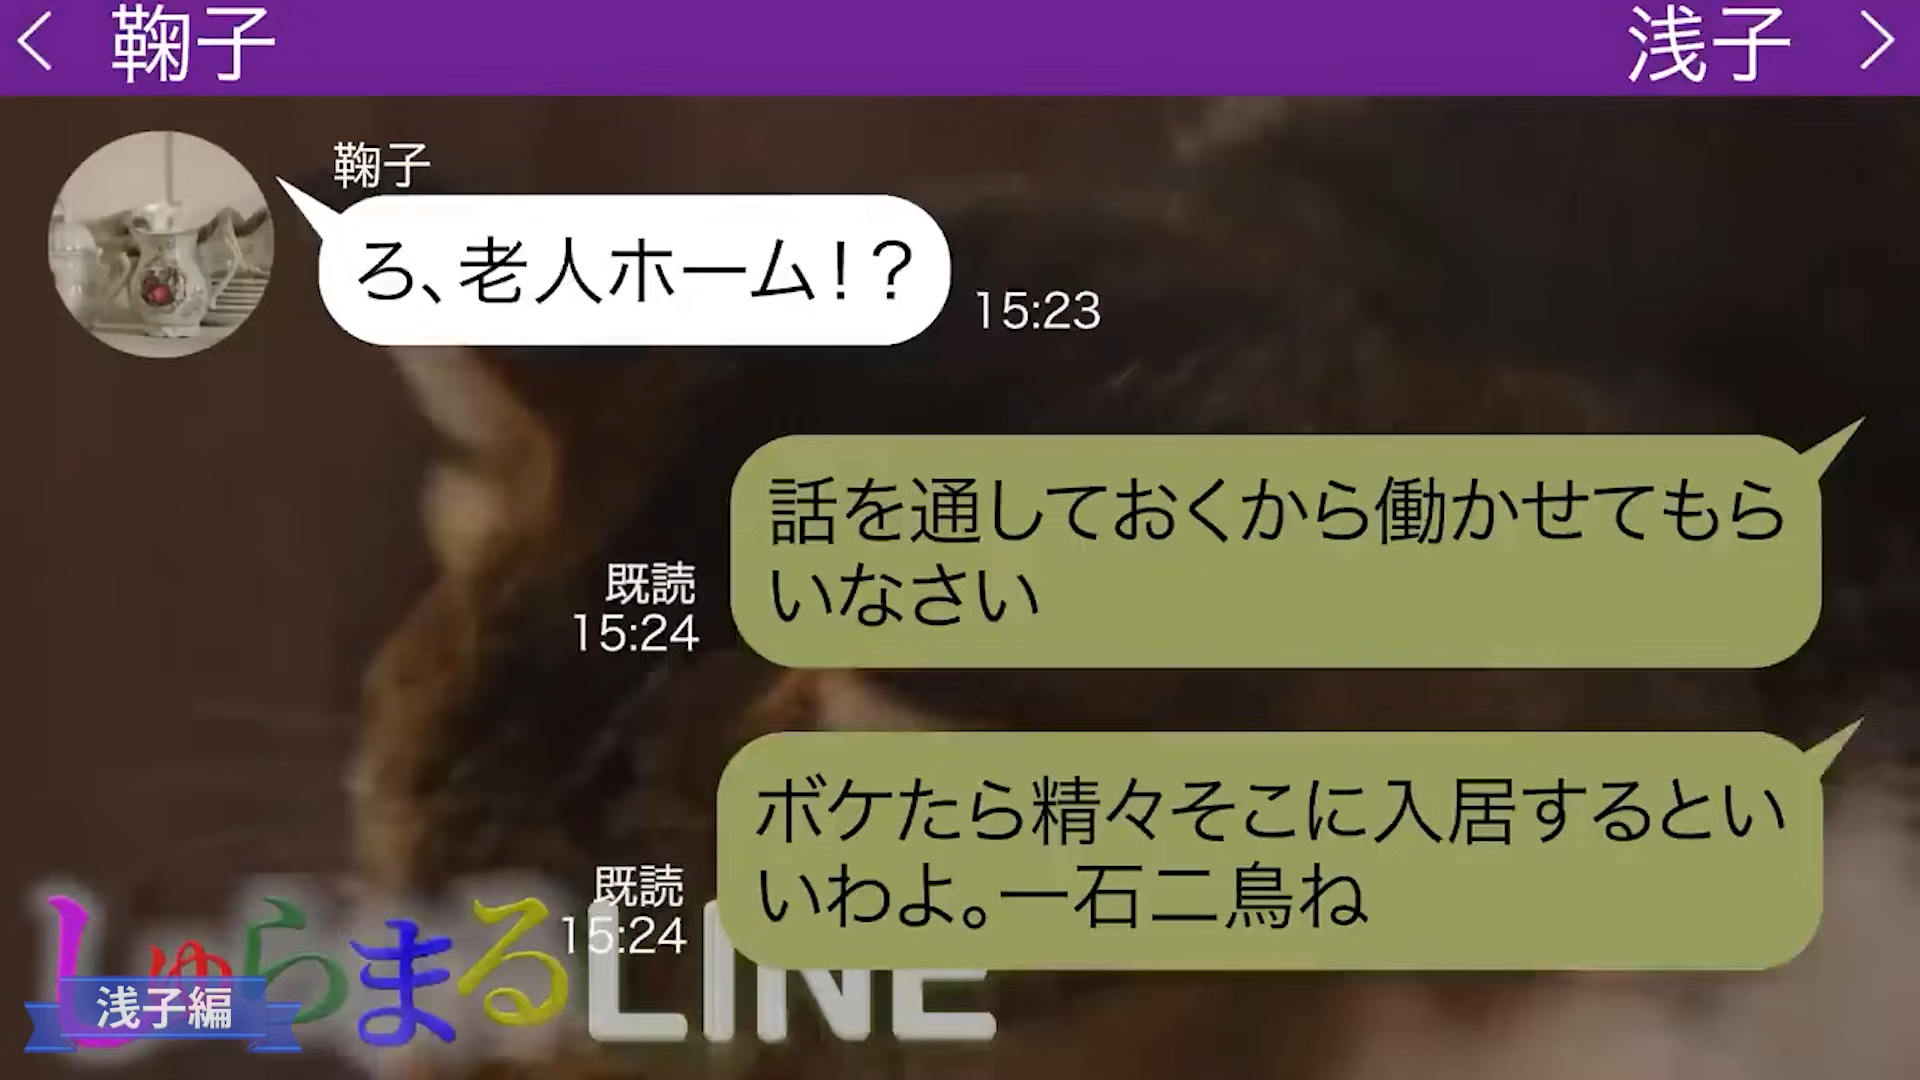 鞠子
浅子
鞠子
ろ、老人ホーム!?
15:23
話を通しておくから働かせてもら
いなさい
既読
15:24
ボケたら精々そこに入居するとい
いわよ。一石二鳥ね
既読
15:24
しゅらまるLINE
浅子編